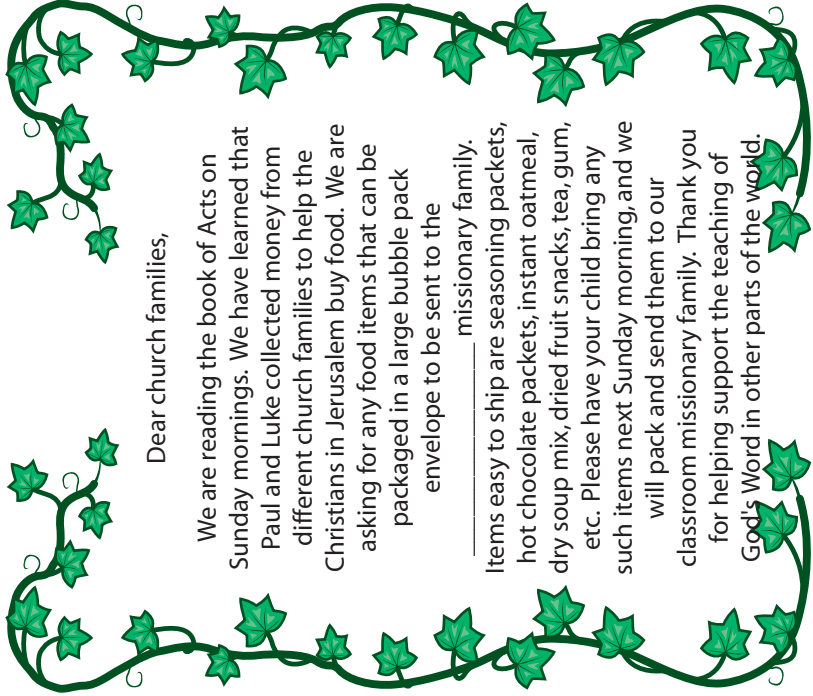 Dear church families,
We are reading the book of Acts on
Sunday mornings. We have learned that
Paul and Luke collected money from
different church families to help the
Christians in Jerusalem buy food. We are
asking for any food items that can be
packaged in a large bubble pack
envelope to be sent to the
__________________ missionary family.
Items easy to ship are seasoning packets,
hot chocolate packets, instant oatmeal,
dry soup mix, dried fruit snacks, tea, gum,
etc. Please have your child bring any
such items next Sunday morning, and we
will pack and send them to our
classroom missionary family. Thank you
for helping support the teaching of
God's Word in other parts of the world.